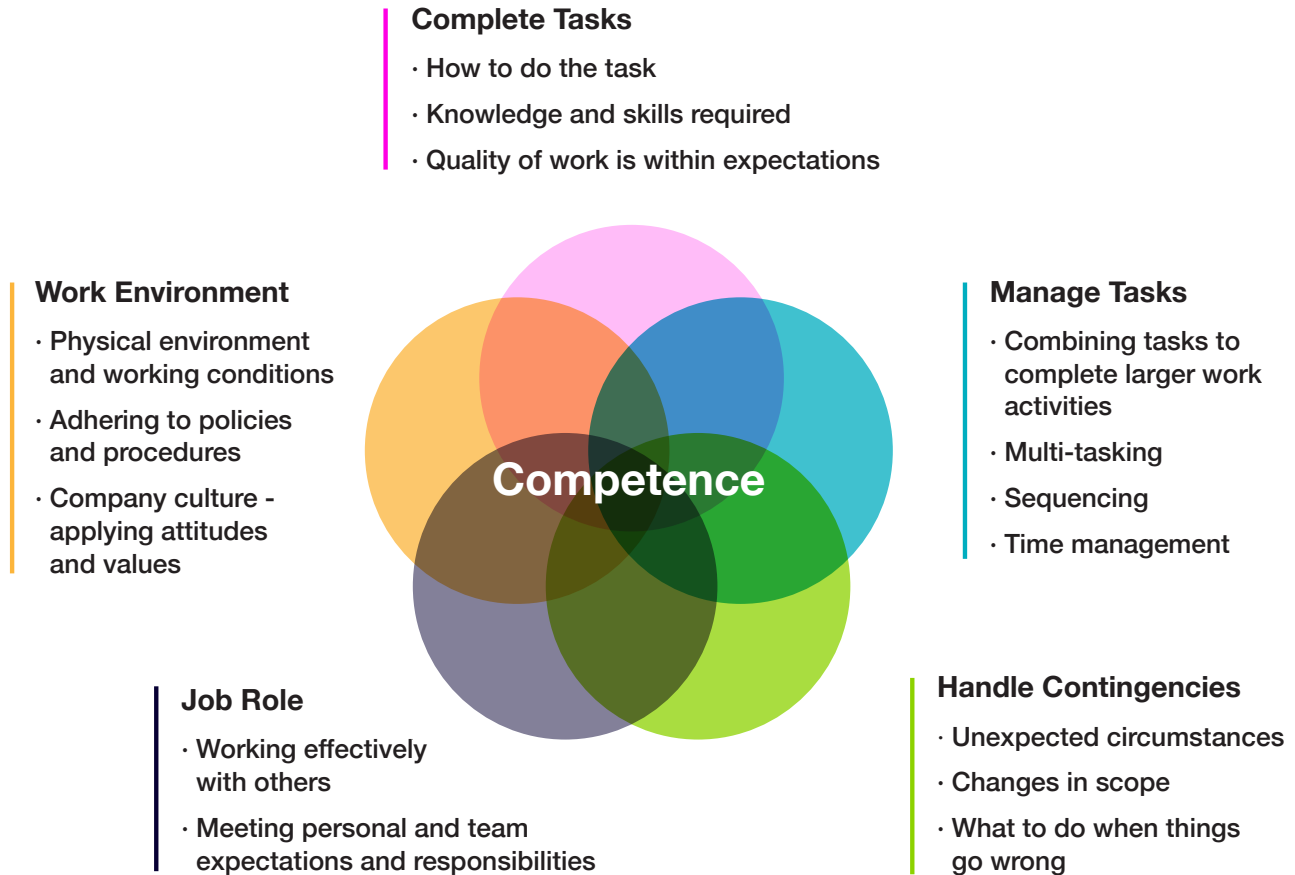 Complete Tasks
· How to do the task
· Knowledge and skills required
· Quality of work is within expectations
Work Environment
· Physical environment
and working conditions
· Adhering to policies
and procedures
· Company culture -
applying attitudes
and values
Manage Tasks
· Combining tasks to
complete larger work
activities
· Multi-tasking
· Sequencing
· Time management
Competence
Job Role
· Working effectively
with others
· Meeting personal and team
expectations and responsibilities
Handle Contingencies
· Unexpected circumstances
· Changes in scope
· What to do when things
go wrong